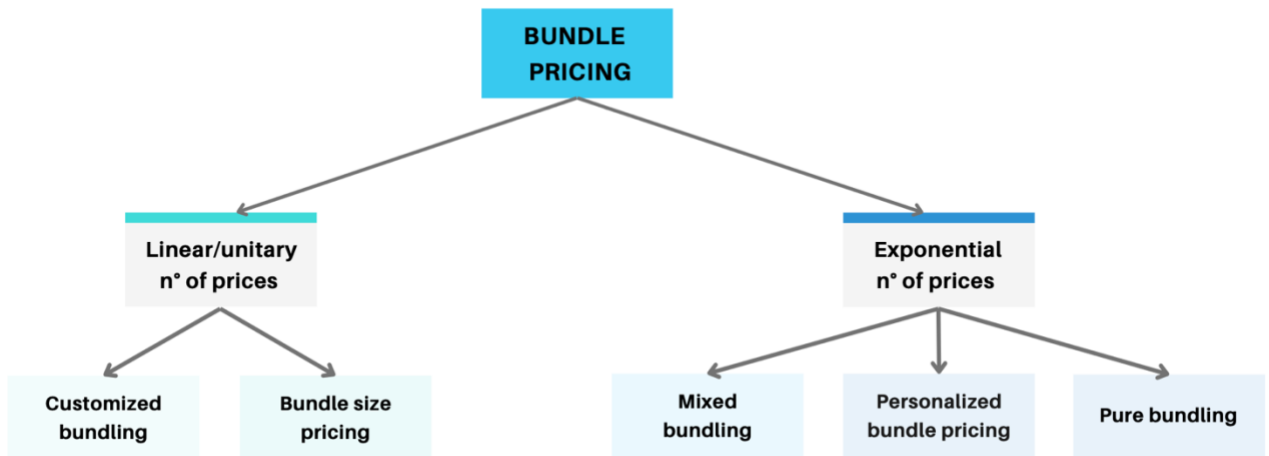 BUNDLE
PRICING
Linear/unitary
n° of prices
Exponential
n° of prices
Customized
bundling
Bundle size
pricing
Mixed
bundling
Personalized
bundle pricing
Pure bundling